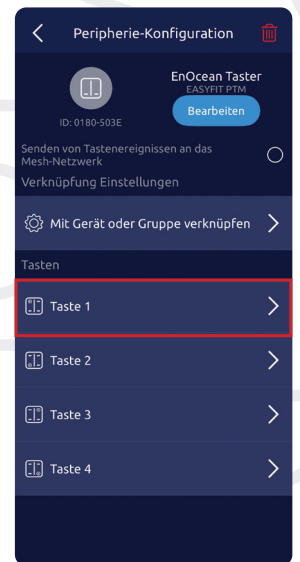 Peripherie-Konfiguration
EnOcean Taster
EASYFIT PTM
Bearbeiten
ID: 0180-503E
Senden von Tastenereignissen an das
Mesh-Netzwerk
Verknüpfung Einstellungen
Mit Gerät oder Gruppe verknüpfen
Tasten
Taste 1
Taste 2
Taste 3
Taste 4